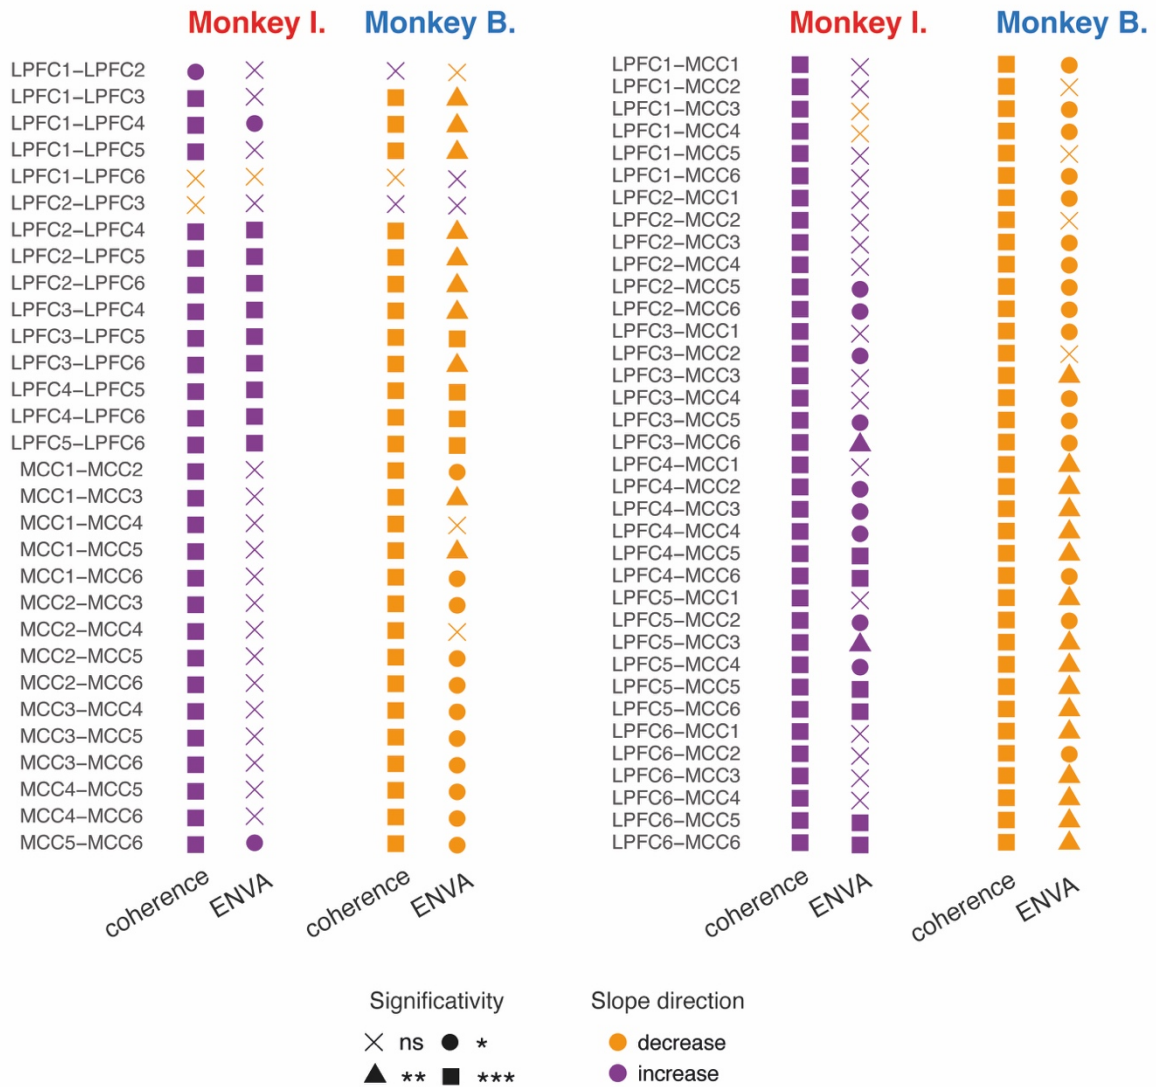 Monkey I. Monkey B.
LPFC1–LPFC2
LPFC1–LPFC3
LPFC1–LPFC4
LPFC1–LPFC5
LPFC1–LPFC6
LPFC2–LPFC3
LPFC2–LPFC4
LPFC2–LPFC5
LPFC2–LPFC6
LPFC3–LPFC4
LPFC3–LPFC5
LPFC3–LPFC6
LPFC4–LPFC5
LPFC4–LPFC6
LPFC5–LPFC6
MCC1–MCC2
MCC1–MCC3
MCC1–MCC4
MCC1–MCC5
MCC1–MCC6
MCC2–MCC3
MCC2–MCC4
MCC2–MCC5
MCC2–MCC6
MCC3–MCC4
MCC3–MCC5
MCC3–MCC6
MCC4–MCC5
MCC4–MCC6
MCC5–MCC6
coherence ENVA coherence ENVA
Monkey I. Monkey B.
LPFC1–MCC1
LPFC1–MCC2
LPFC1–MCC3
LPFC1–MCC4
LPFC1–MCC5
LPFC1–MCC6
LPFC2–MCC1
LPFC2–MCC2
LPFC2–MCC3
LPFC2–MCC4
LPFC2–MCC5
LPFC2–MCC6
LPFC3–MCC1
LPFC3–MCC2
LPFC3–MCC3
LPFC3–MCC4
LPFC3–MCC5
LPFC3–MCC6
LPFC4–MCC1
LPFC4–MCC2
LPFC4–MCC3
LPFC4–MCC4
LPFC4–MCC5
LPFC4–MCC6
LPFC5–MCC1
LPFC5–MCC2
LPFC5–MCC3
LPFC5–MCC4
LPFC5–MCC5
LPFC5–MCC6
LPFC6–MCC1
LPFC6–MCC2
LPFC6–MCC3
LPFC6–MCC4
LPFC6–MCC5
LPFC6–MCC6
coherence ENVA coherence ENVA
Significativity
ns *
** ***
Slope direction
decrease
increase